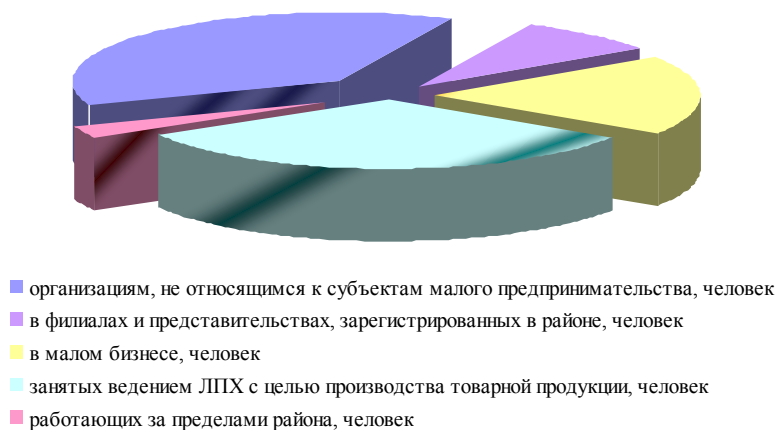 организациям, не относящимся к субъектам малого предпринимательства, человек
в филиалах и представительствах, зарегистрированных в районе, человек
в малом бизнесе, человек
занятых ведением ЛПХ с целью производства товарной продукции, человек
работающих за пределами района, человек